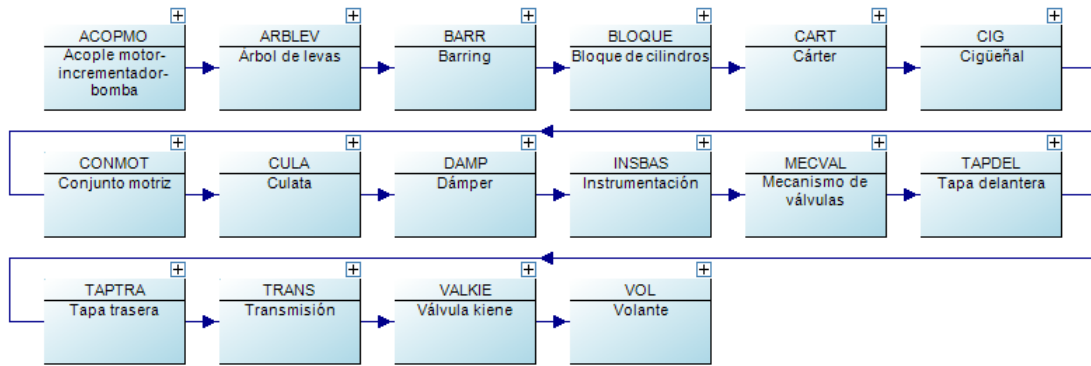 ACOPMO
Acople motor-
incrementador-
bomba
ARBLEV
Árbol de levas
BARR
Barring
BLOQUE
Bloque de cilindros
CART
Cárter
CIG
Cigüeñal
CONMOT
Conjunto motriz
CULA
Culata
DAMP
Dámper
INSBAS
Instrumentación
MECVAL
Mecanismo de
válvulas
TAPDEL
Tapa delantera
TAPTRA
Tapa trasera
TRANS
Transmisión
VALKIE
Válvula kiene
VOL
Volante